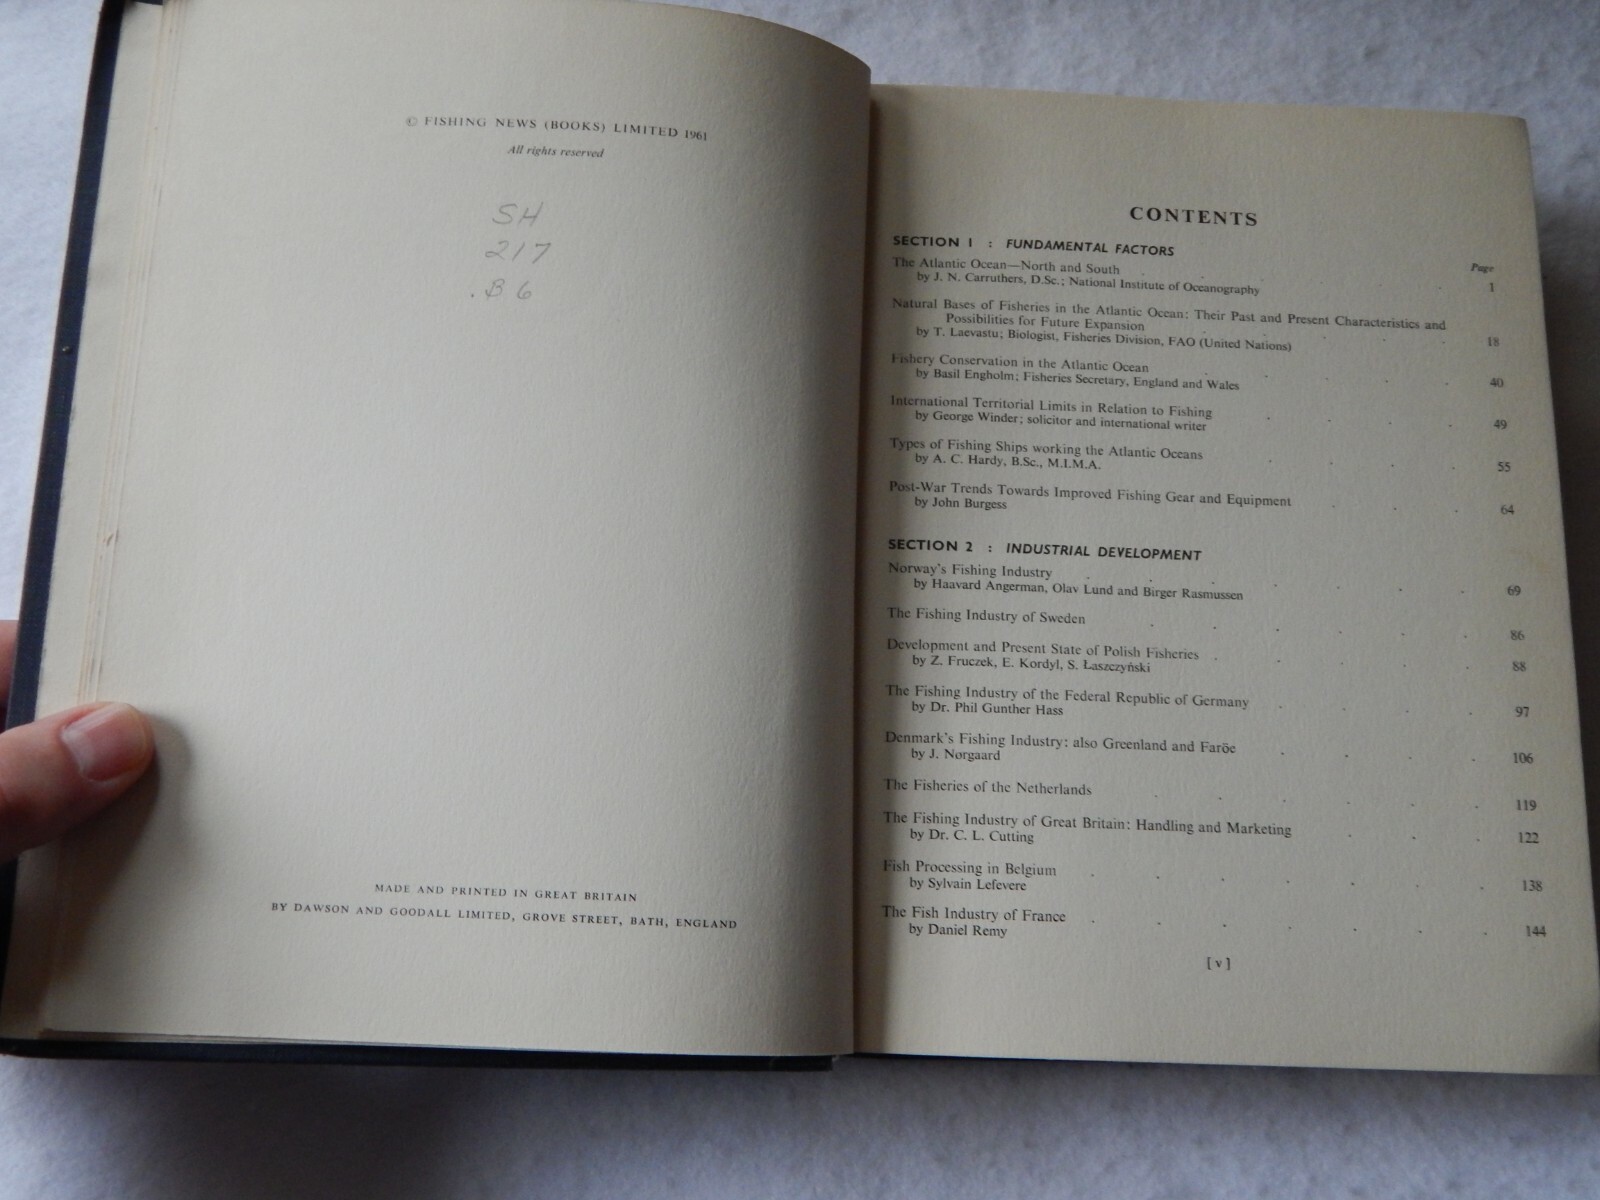 © FISHING NEWS (BOOKS) LIMITED 1961
All rights reserved
SH
217
.B6
MADE AND PRINTED IN GREAT BRITAIN
BY DAWSON AND GOODALL LIMITED, GROVE STREET, BATH, ENGLAND
CONTENTS
SECTION 1 : FUNDAMENTAL FACTORS
Page
The Atlantic Ocean—North and South . . . . . . 1
by J. N. Carruthers, D.Sc.; National Institute of Oceanography
Natural Bases of Fisheries in the Atlantic Ocean: Their Past and Present Characteristics and
Possibilities for Future Expansion . . . . . 18
by T. Laevastu; Biologist, Fisheries Division, FAO (United Nations)
Fishery Conservation in the Atlantic Ocean . . . . 40
by Basil Engholm; Fisheries Secretary, England and Wales
International Territorial Limits in Relation to Fishing . . . . 49
by George Winder; solicitor and international writer
Types of Fishing Ships working the Atlantic Oceans . . . . 55
by A. C. Hardy, B.Sc., M.I.M.A.
Post-War Trends Towards Improved Fishing Gear and Equipment . . . 64
by John Burgess
SECTION 2 : INDUSTRIAL DEVELOPMENT
Norway's Fishing Industry . . . . . . . 69
by Haavard Angerman, Olav Lund and Birger Rasmussen
The Fishing Industry of Sweden . . . . . . 86
Development and Present State of Polish Fisheries . . . . . 88
by Z. Fruczek, E. Kordyl, S. Łaszczyński
The Fishing Industry of the Federal Republic of Germany . . . . 97
by Dr. Phil Gunther Hass
Denmark's Fishing Industry: also Greenland and Faröe . . . . 106
by J. Nørgaard
The Fisheries of the Netherlands . . . . . . 119
The Fishing Industry of Great Britain: Handling and Marketing . . . 122
by Dr. C. L. Cutting
Fish Processing in Belgium . . . . . . . 138
by Sylvain Lefevere
The Fish Industry of France . . . . . . . 144
by Daniel Remy
[ v ]